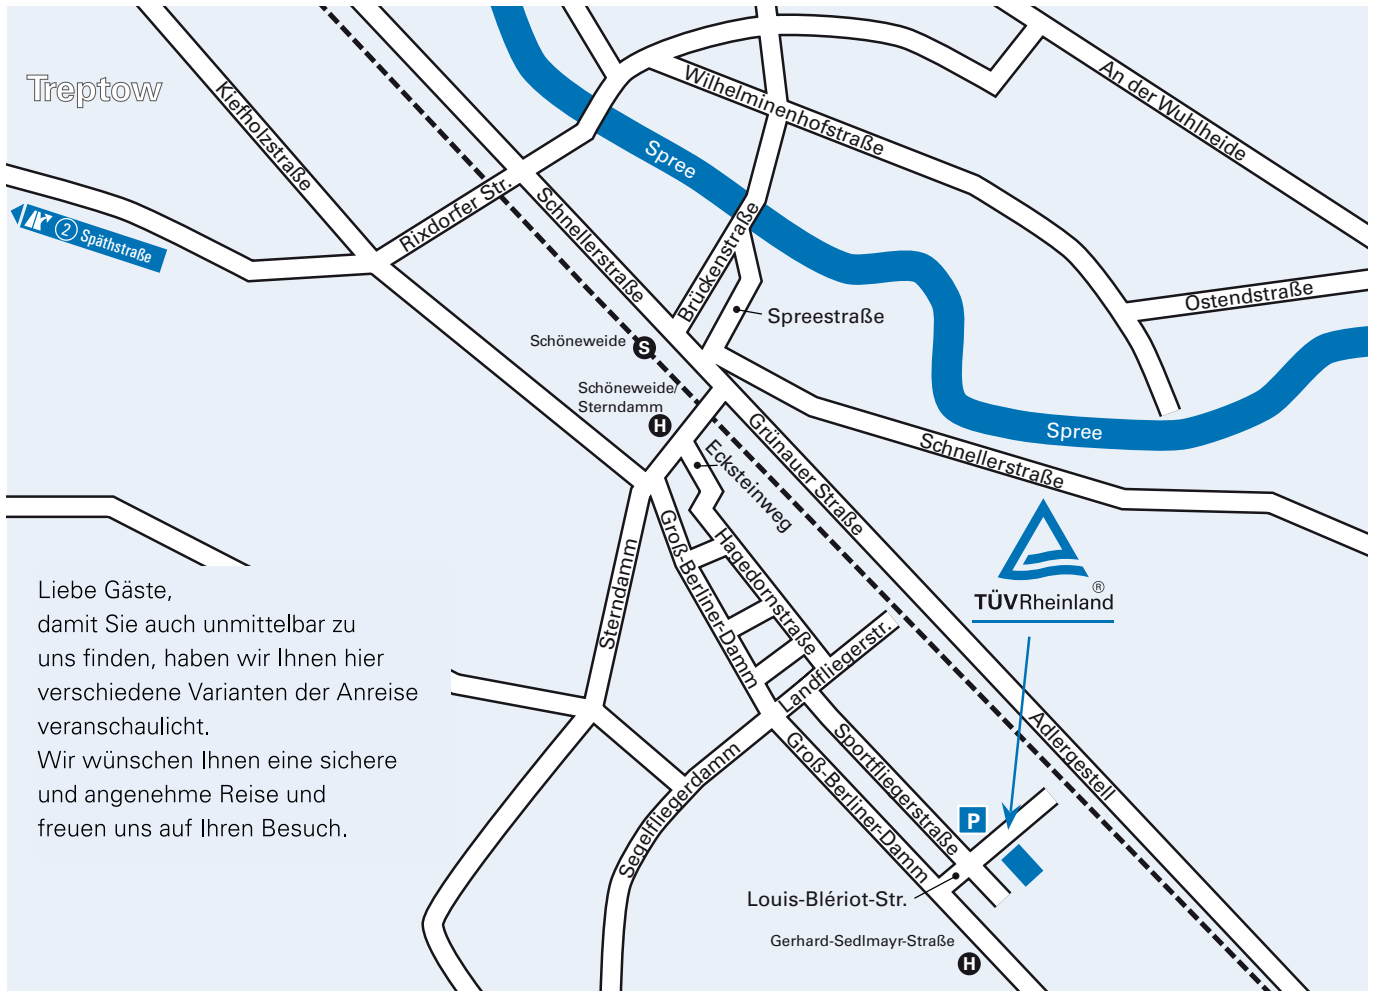 Treptow
Kiefholzstraße
Wilhelminenhofstraße
An der Wuhlheide
Spree
Rixdorfer Str.
Schnellerstraße
Brückenstraße
2 Späthstraße
Ostendstraße
Spreestraße
Schöneweide S
Schöneweide/
Sterndamm
H
Grünauer Straße
Spree
Schnellerstraße
Ecksteinweg
Hagedornstraße
Groß-Berliner-Damm
Sterndamm
TÜVRheinland®
Liebe Gäste,
damit Sie auch unmittelbar zu
uns finden, haben wir Ihnen hier
verschiedene Varianten der Anreise
veranschaulicht.
Wir wünschen Ihnen eine sichere
und angenehme Reise und
freuen uns auf Ihren Besuch.
Landfliegerstr.
Adlergestell
Sportfliegerstraße
Groß-Berliner-Damm
Segelfliegerdamm
P
Louis-Blériot-Str.
Gerhard-Sedlmayr-Straße
H